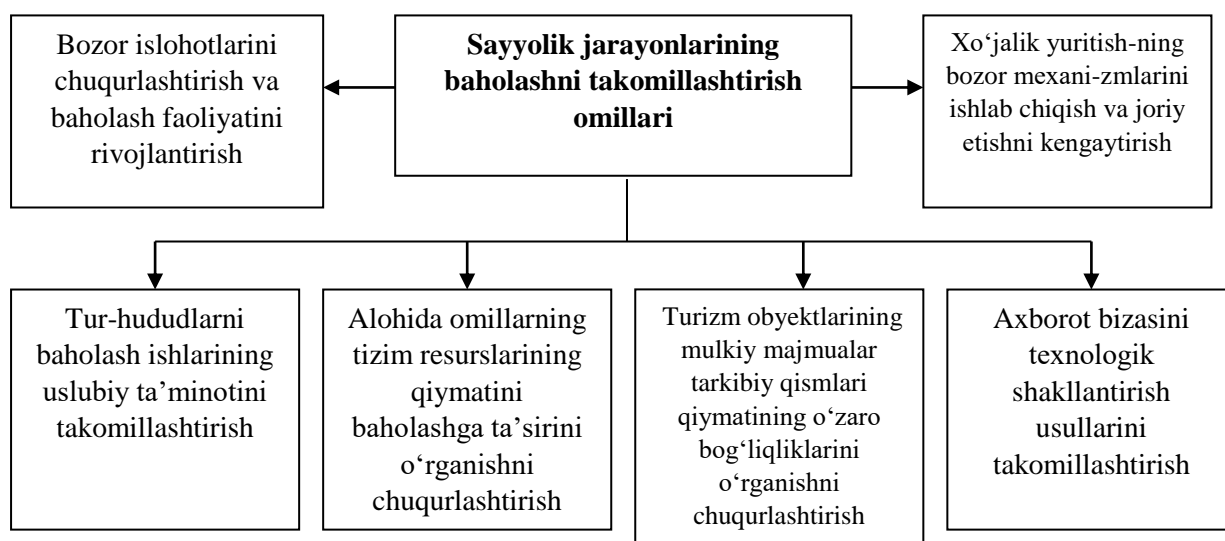 Bozor islohotlarini
chuqurlashtirish va
baholash faoliyatini
rivojlantirish
Sayyolik jarayonlarining
baholashni takomillashtirish
omillari
Xo‘jalik yuritish-ning
bozor mexani-zmlarini
ishlab chiqish va joriy
etishni kengaytirish
Tur-hududlarni
baholash ishlarining
uslubiy ta’minotini
takomillashtirish
Alohida omillarning
tizim resurslarining
qiymatini
baholashga ta’sirini
o‘rganishni
chuqurlashtirish
Turizm obyektlarining
mulkiy majmualar
tarkibiy qismlari
qiymatining o‘zaro
bog‘liqliklarini
o‘rganishni
chuqurlashtirish
Axborot bizasini
texnologik
shakllantirish
usullarini
takomillashtirish